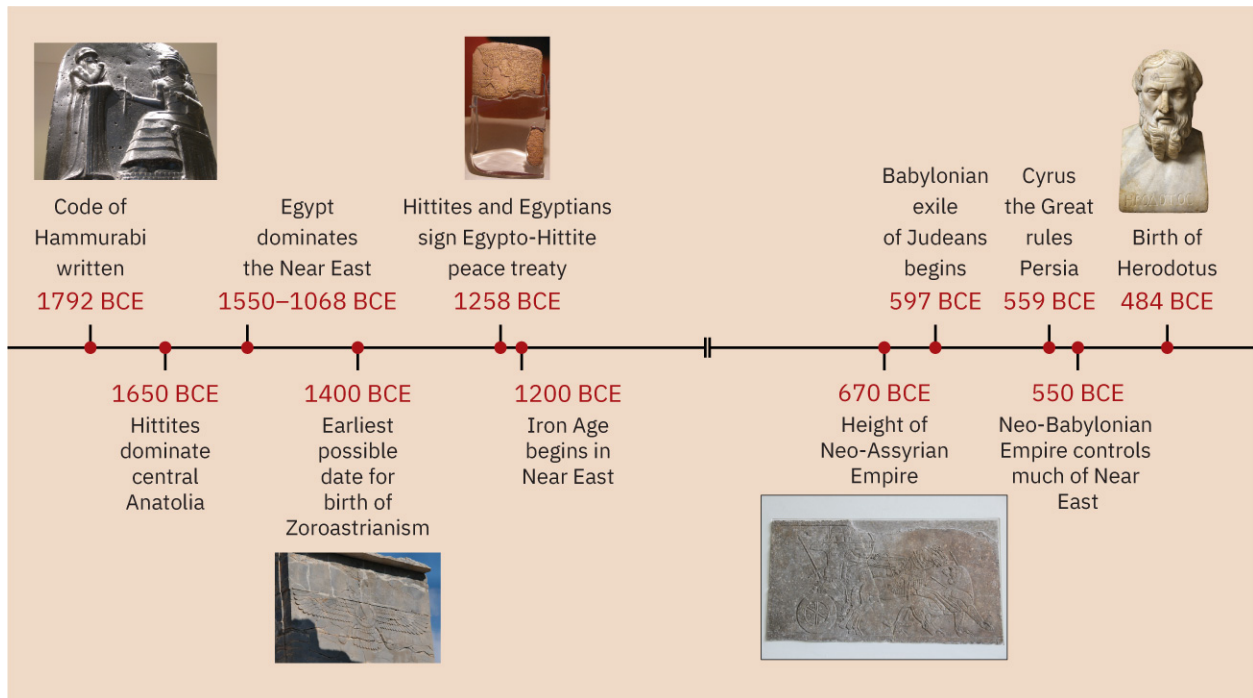 Code of
Hammurabi
written
1792 BCE
Egypt
dominates
the Near East
1550–1068 BCE
Hittites and Egyptians
sign Egypto-Hittite
peace treaty
1258 BCE
Babylonian
exile
of Judeans
begins
597 BCE
Cyrus
the Great
rules
Persia
559 BCE
Birth of
Herodotus
484 BCE
1650 BCE
Hittites
dominate
central
Anatolia
1400 BCE
Earliest
possible
date for
birth of
Zoroastrianism
1200 BCE
Iron Age
begins in
Near East
670 BCE
Height of
Neo-Assyrian
Empire
550 BCE
Neo-Babylonian
Empire controls
much of Near
East